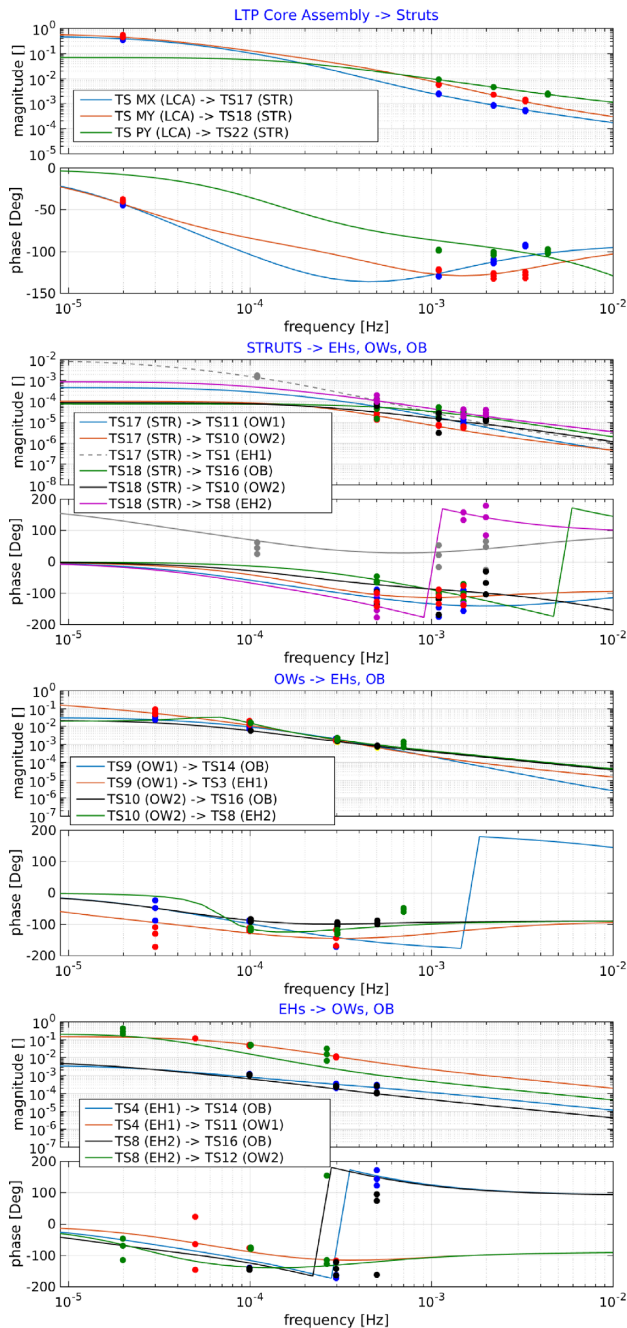 LTP Core Assembly -> Struts
10^0
10^-1
10^-2
10^-3
10^-4
10^-5
magnitude []
TS MX (LCA) -> TS17 (STR)
TS MY (LCA) -> TS18 (STR)
TS PY (LCA) -> TS22 (STR)
0
-50
-100
-150
phase [Deg]
10^-5
10^-4
10^-3
10^-2
frequency [Hz]
STRUTS -> EHs, OWs, OB
10^-2
10^-3
10^-4
10^-5
10^-6
10^-7
10^-8
magnitude []
TS17 (STR) -> TS11 (OW1)
TS17 (STR) -> TS10 (OW2)
TS17 (STR) -> TS1 (EH1)
TS18 (STR) -> TS16 (OB)
TS18 (STR) -> TS10 (OW2)
TS18 (STR) -> TS8 (EH2)
200
100
0
-100
-200
phase [Deg]
10^-5
10^-4
10^-3
10^-2
frequency [Hz]
OWs -> EHs, OB
10^1
10^0
10^-1
10^-2
10^-3
10^-4
10^-5
10^-6
10^-7
magnitude []
TS9 (OW1) -> TS14 (OB)
TS9 (OW1) -> TS3 (EH1)
TS10 (OW2) -> TS16 (OB)
TS10 (OW2) -> TS8 (EH2)
200
100
0
-100
-200
phase [Deg]
10^-5
10^-4
10^-3
10^-2
frequency [Hz]
EHs -> OWs, OB
10^0
10^-1
10^-2
10^-3
10^-4
10^-5
10^-6
10^-7
magnitude []
TS4 (EH1) -> TS14 (OB)
TS4 (EH1) -> TS11 (OW1)
TS8 (EH2) -> TS16 (OB)
TS8 (EH2) -> TS12 (OW2)
200
100
0
-100
-200
phase [Deg]
10^-5
10^-4
10^-3
10^-2
frequency [Hz]